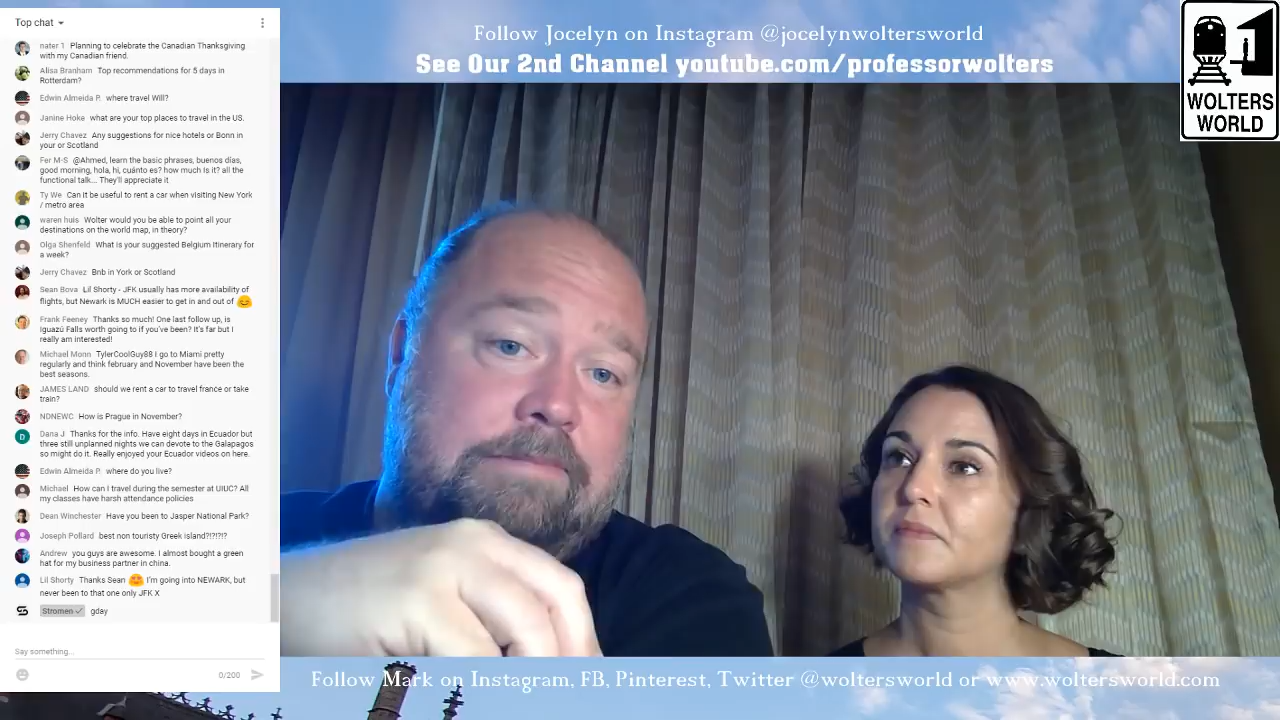 Top chat
nater 1 Planning to celebrate the Canadian Thanksgiving
with my Canadian friend.
Alisa Branham Top recommendations for 5 days in
Rotterdam?
Edwin Almeida P. where travel Will?
Janine Hoke what are your top places to travel in the US.
Jerry Chavez Any suggestions for nice hotels or Bonn in
your or Scotland
Fer M-S @Ahmed, learn the basic phrases, buenos días,
good morning, hola, hi, cuánto es? how much Is it? all the
functional talk... They'll appreciate it
Ty We Can it be useful to rent a car when visiting New York
/ metro area
waren huis Wolter would you be able to point all your
destinations on the world map, in theory?
Olga Shenfeld What is your suggested Belgium Itinerary for
a week?
Jerry Chavez Bnb in York or Scotland
Sean Bova Lil Shorty - JFK usually has more availability of
flights, but Newark is MUCH easier to get in and out of 😊
Frank Feeney Thanks so much! One last follow up, is
Iguazú Falls worth going to if you've been? It's far but I
really am interested!
Michael Monn TylerCoolGuy88 I go to Miami pretty
regularly and think february and November have been the
best seasons.
JAMES LAND should we rent a car to travel france or take
train?
NDNEWC How is Prague in November?
D
Dana J Thanks for the info. Have eight days in Ecuador but
three still unplanned nights we can devote to the Galapagos
so might do it. Really enjoyed your Ecuador videos on here.
Edwin Almeida P. where do you live?
Michael How can I travel during the semester at UIUC? All
my classes have harsh attendance policies
Dean Winchester Have you been to Jasper National Park?
Joseph Pollard best non touristy Greek island?!?!?!?
Andrew you guys are awesome. I almost bought a green
hat for my business partner in china.
Lil Shorty Thanks Sean 😊 I'm going into NEWARK, but
never been to that one only JFK X
Stromen ✓ gday
Say something...
0/200
Follow Jocelyn on Instagram @jocelynwoltersworld
See Our 2nd Channel youtube.com/professorwolters
WOLTERS
WORLD
Follow Mark on Instagram, FB, Pinterest, Twitter @woltersworld or www.woltersworld.com